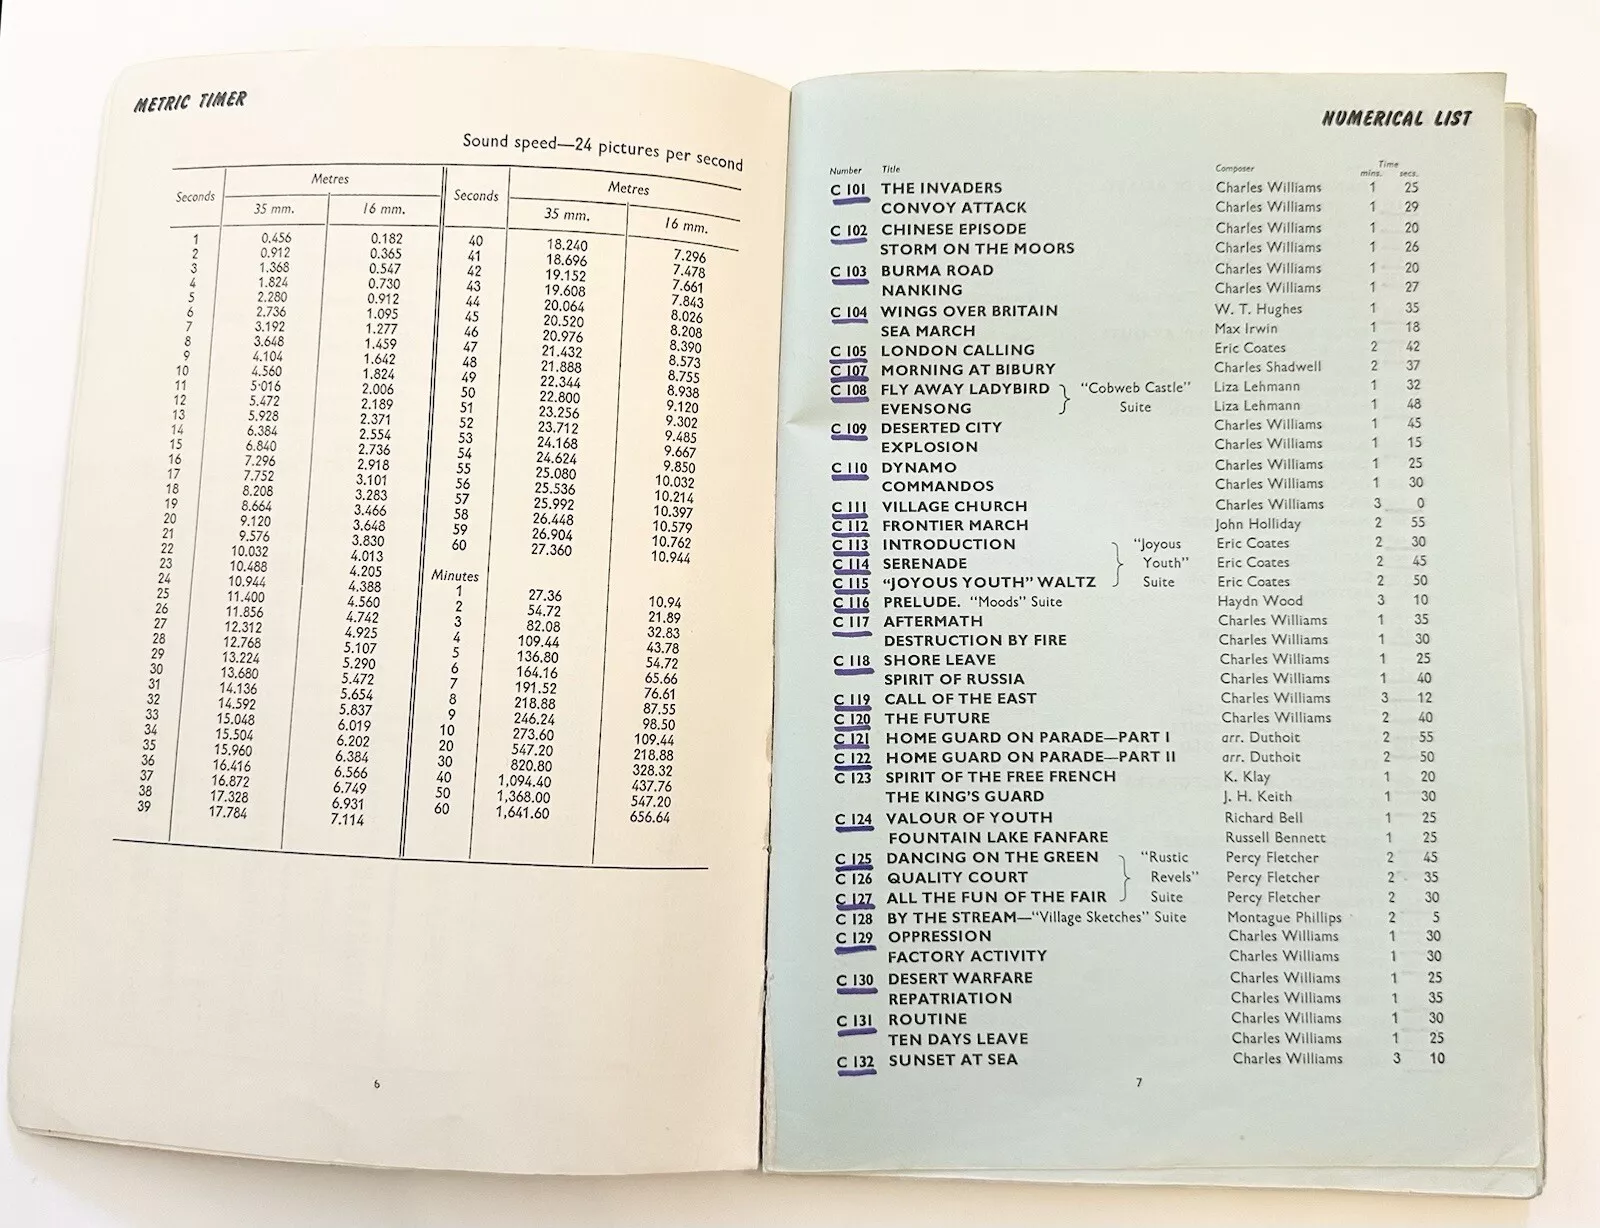 METRIC TIMER
Sound speed—24 pictures per second
Seconds Metres Seconds Metres
35 mm. 16 mm. 35 mm. 16 mm.
1 0.456 0.182 40 18.240 7.296
2 0.912 0.365 41 18.696 7.478
3 1.368 0.547 42 19.152 7.661
4 1.824 0.730 43 19.608 7.843
5 2.280 0.912 44 20.064 8.026
6 2.736 1.095 45 20.520 8.208
7 3.192 1.277 46 20.976 8.390
8 3.648 1.459 47 21.432 8.573
9 4.104 1.642 48 21.888 8.755
10 4.560 1.824 49 22.344 8.938
11 5·016 2.006 50 22.800 9.120
12 5.472 2.189 51 23.256 9.302
13 5.928 2.371 52 23.712 9.485
14 6.384 2.554 53 24.168 9.667
15 6.840 2.736 54 24.624 9.850
16 7.296 2.918 55 25.080 10.032
17 7.752 3.101 56 25.536 10.214
18 8.208 3.283 57 25.992 10.397
19 8.664 3.466 58 26.448 10.579
20 9.120 3.648 59 26.904 10.762
21 9.576 3.830 60 27.360 10.944
22 10.032 4.013 Minutes
23 10.488 4.205 1 27.36 10.94
24 10.944 4.388 2 54.72 21.89
25 11.400 4.560 3 82.08 32.83
26 11.856 4.742 4 109.44 43.78
27 12.312 4.925 5 136.80 54.72
28 12.768 5.107 6 164.16 65.66
29 13.224 5.290 7 191.52 76.61
30 13.680 5.472 8 218.88 87.55
31 14.136 5.654 9 246.24 98.50
32 14.592 5.837 10 273.60 109.44
33 15.048 6.019 20 547.20 218.88
34 15.504 6.202 30 820.80 328.32
35 15.960 6.384 40 1,094.40 437.76
36 16.416 6.566 50 1,368.00 547.20
37 16.872 6.749 60 1,641.60 656.64
38 17.328 6.931
39 17.784 7.114
6
NUMERICAL LIST
Number Title Composer Time
mins. secs.
C 101 THE INVADERS Charles Williams 1 25
CONVOY ATTACK Charles Williams 1 29
C 102 CHINESE EPISODE Charles Williams 1 20
STORM ON THE MOORS Charles Williams 1 26
C 103 BURMA ROAD Charles Williams 1 20
NANKING Charles Williams 1 27
C 104 WINGS OVER BRITAIN W. T. Hughes 1 35
SEA MARCH Max Irwin 1 18
C 105 LONDON CALLING Eric Coates 2 42
C 107 MORNING AT BIBURY Charles Shadwell 2 37
C 108 FLY AWAY LADYBIRD } "Cobweb Castle" Liza Lehmann 1 32
EVENSONG Suite Liza Lehmann 1 48
C 109 DESERTED CITY Charles Williams 1 45
EXPLOSION Charles Williams 1 15
C 110 DYNAMO Charles Williams 1 25
COMMANDOS Charles Williams 1 30
C 111 VILLAGE CHURCH Charles Williams 3 0
C 112 FRONTIER MARCH John Holliday 2 55
C 113 INTRODUCTION "Joyous Eric Coates 2 30
C 114 SERENADE } Youth" Eric Coates 2 45
C 115 "JOYOUS YOUTH" WALTZ Suite Eric Coates 2 50
C 116 PRELUDE. "Moods" Suite Haydn Wood 3 10
C 117 AFTERMATH Charles Williams 1 35
DESTRUCTION BY FIRE Charles Williams 1 30
C 118 SHORE LEAVE Charles Williams 1 25
SPIRIT OF RUSSIA Charles Williams 1 40
C 119 CALL OF THE EAST Charles Williams 3 12
C 120 THE FUTURE Charles Williams 2 40
C 121 HOME GUARD ON PARADE—PART I arr. Duthoit 2 55
C 122 HOME GUARD ON PARADE—PART II arr. Duthoit 2 50
C 123 SPIRIT OF THE FREE FRENCH K. Klay 1 20
THE KING'S GUARD J. H. Keith 1 30
C 124 VALOUR OF YOUTH Richard Bell 1 25
FOUNTAIN LAKE FANFARE Russell Bennett 1 25
C 125 DANCING ON THE GREEN "Rustic Percy Fletcher 2 45
C 126 QUALITY COURT } Revels" Percy Fletcher 2 35
C 127 ALL THE FUN OF THE FAIR Suite Percy Fletcher 2 30
C 128 BY THE STREAM—"Village Sketches" Suite Montague Phillips 2 5
C 129 OPPRESSION Charles Williams 1 30
FACTORY ACTIVITY Charles Williams 1 30
C 130 DESERT WARFARE Charles Williams 1 25
REPATRIATION Charles Williams 1 35
C 131 ROUTINE Charles Williams 1 30
TEN DAYS LEAVE Charles Williams 1 25
C 132 SUNSET AT SEA Charles Williams 3 10
7